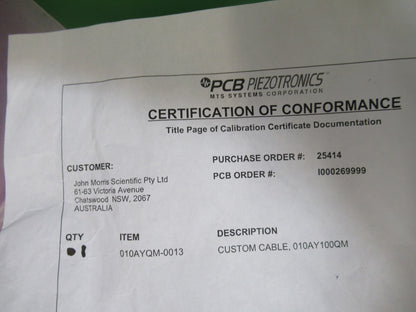 PCB PIEZOTRONICS™
MTS SYSTEMS CORPORATION
CERTIFICATION OF CONFORMANCE
Title Page of Calibration Certificate Documentation
CUSTOMER:
John Morris Scientific Pty Ltd
61-63 Victoria Avenue
Chatswood NSW, 2067
AUSTRALIA
PURCHASE ORDER #: 25414
PCB ORDER #: I000269999
QTY ITEM DESCRIPTION
01 010AYQM-0013 CUSTOM CABLE, 010AY100QM